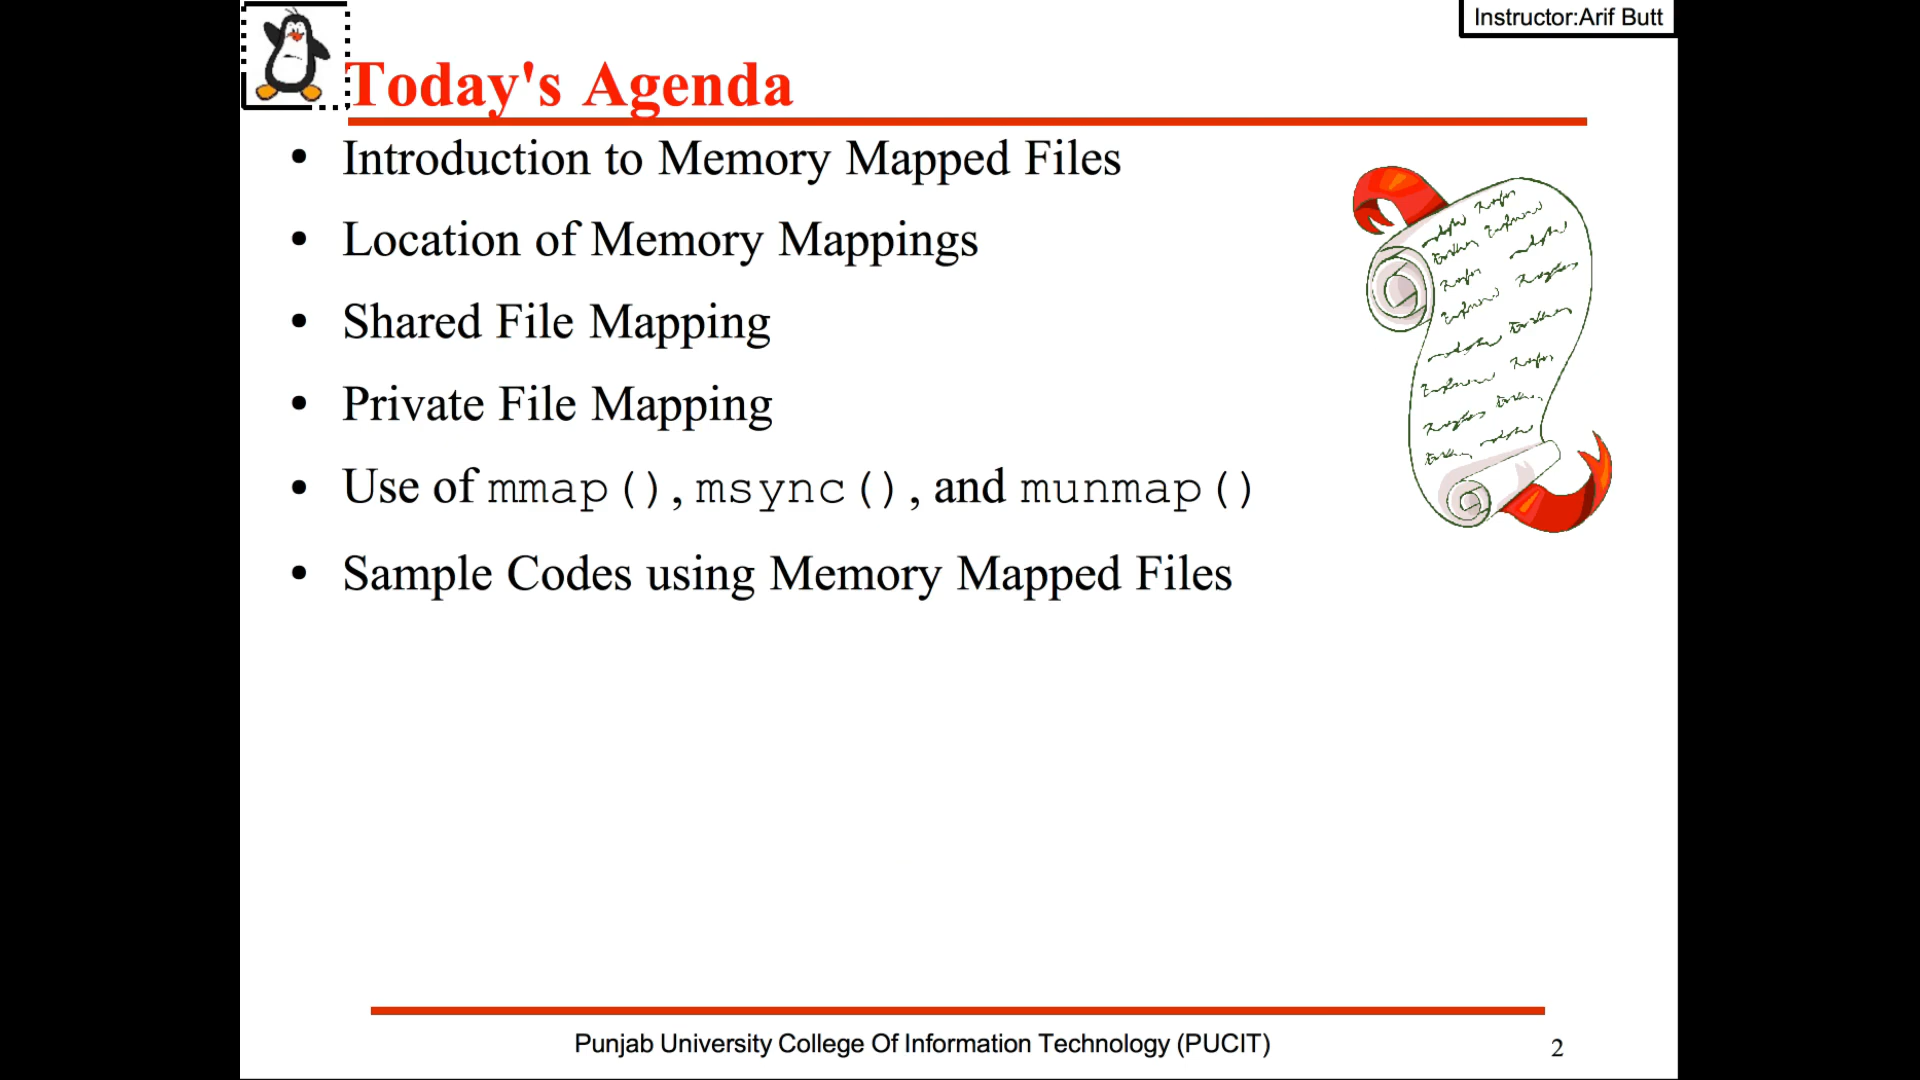 Instructor:Arif Butt
Today's Agenda
• Introduction to Memory Mapped Files
• Location of Memory Mappings
• Shared File Mapping
• Private File Mapping
• Use of mmap(), msync(), and munmap()
• Sample Codes using Memory Mapped Files
Punjab University College Of Information Technology (PUCIT)
2